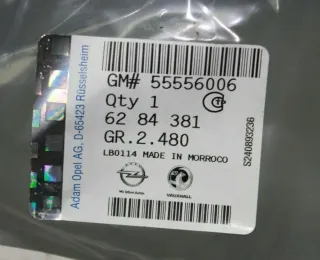 GM# 55556006
Qty 1
62 84 381
GR.2.480
LB0114 MADE IN MORROCO
VAUXHALL
Adam Opel AG. D-65423 Rüsselsheim
S240893236